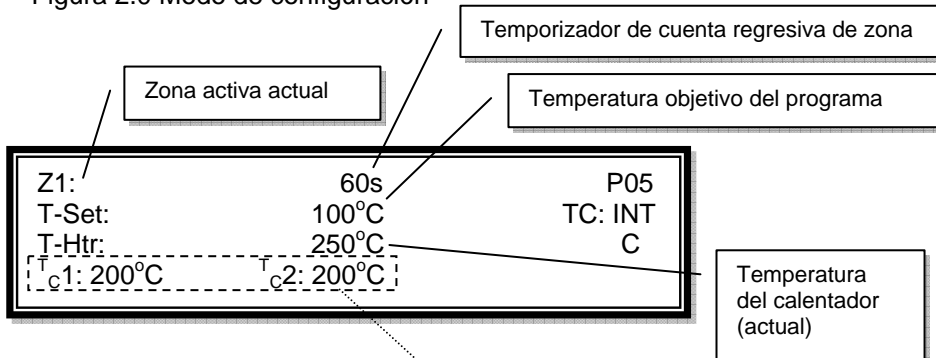 Figura 2.0 Modo de configuración
Temporizador de cuenta regresiva de zona
Zona activa actual
Temperatura objetivo del programa
Z1: 60s P05
T-Set: 100°C TC: INT
T-Htr: 250°C C
Tc1: 200°C Tc2: 200°C
Temperatura
del calentador
(actual)